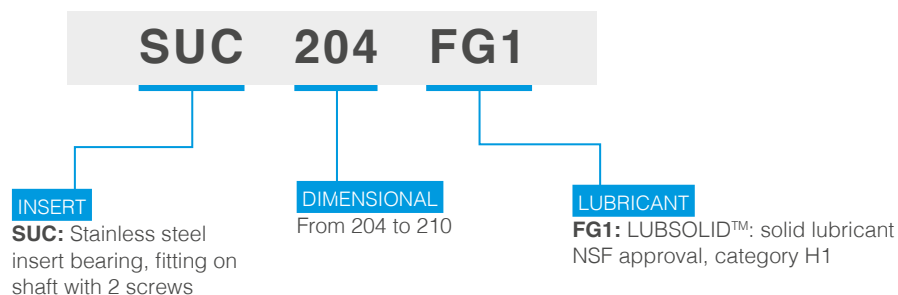 SUC 204 FG1
INSERT
SUC: Stainless steel
insert bearing, fitting on
shaft with 2 screws
DIMENSIONAL
From 204 to 210
LUBRICANT
FG1: LUBSOLID™: solid lubricant
NSF approval, category H1